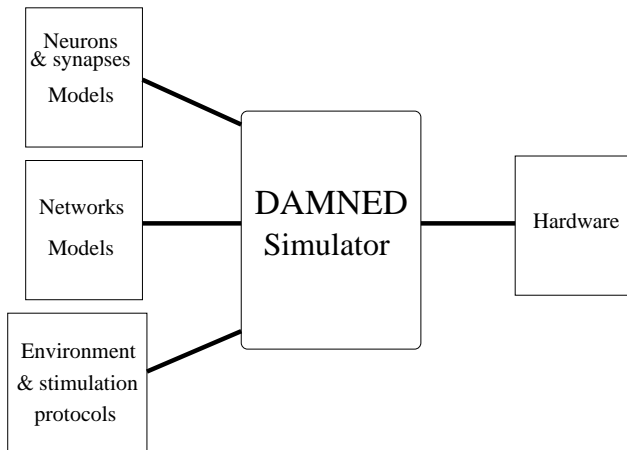 Neurons
& synapses
Models
Networks
Models
Environment
& stimulation
protocols
DAMNED
Simulator
Hardware